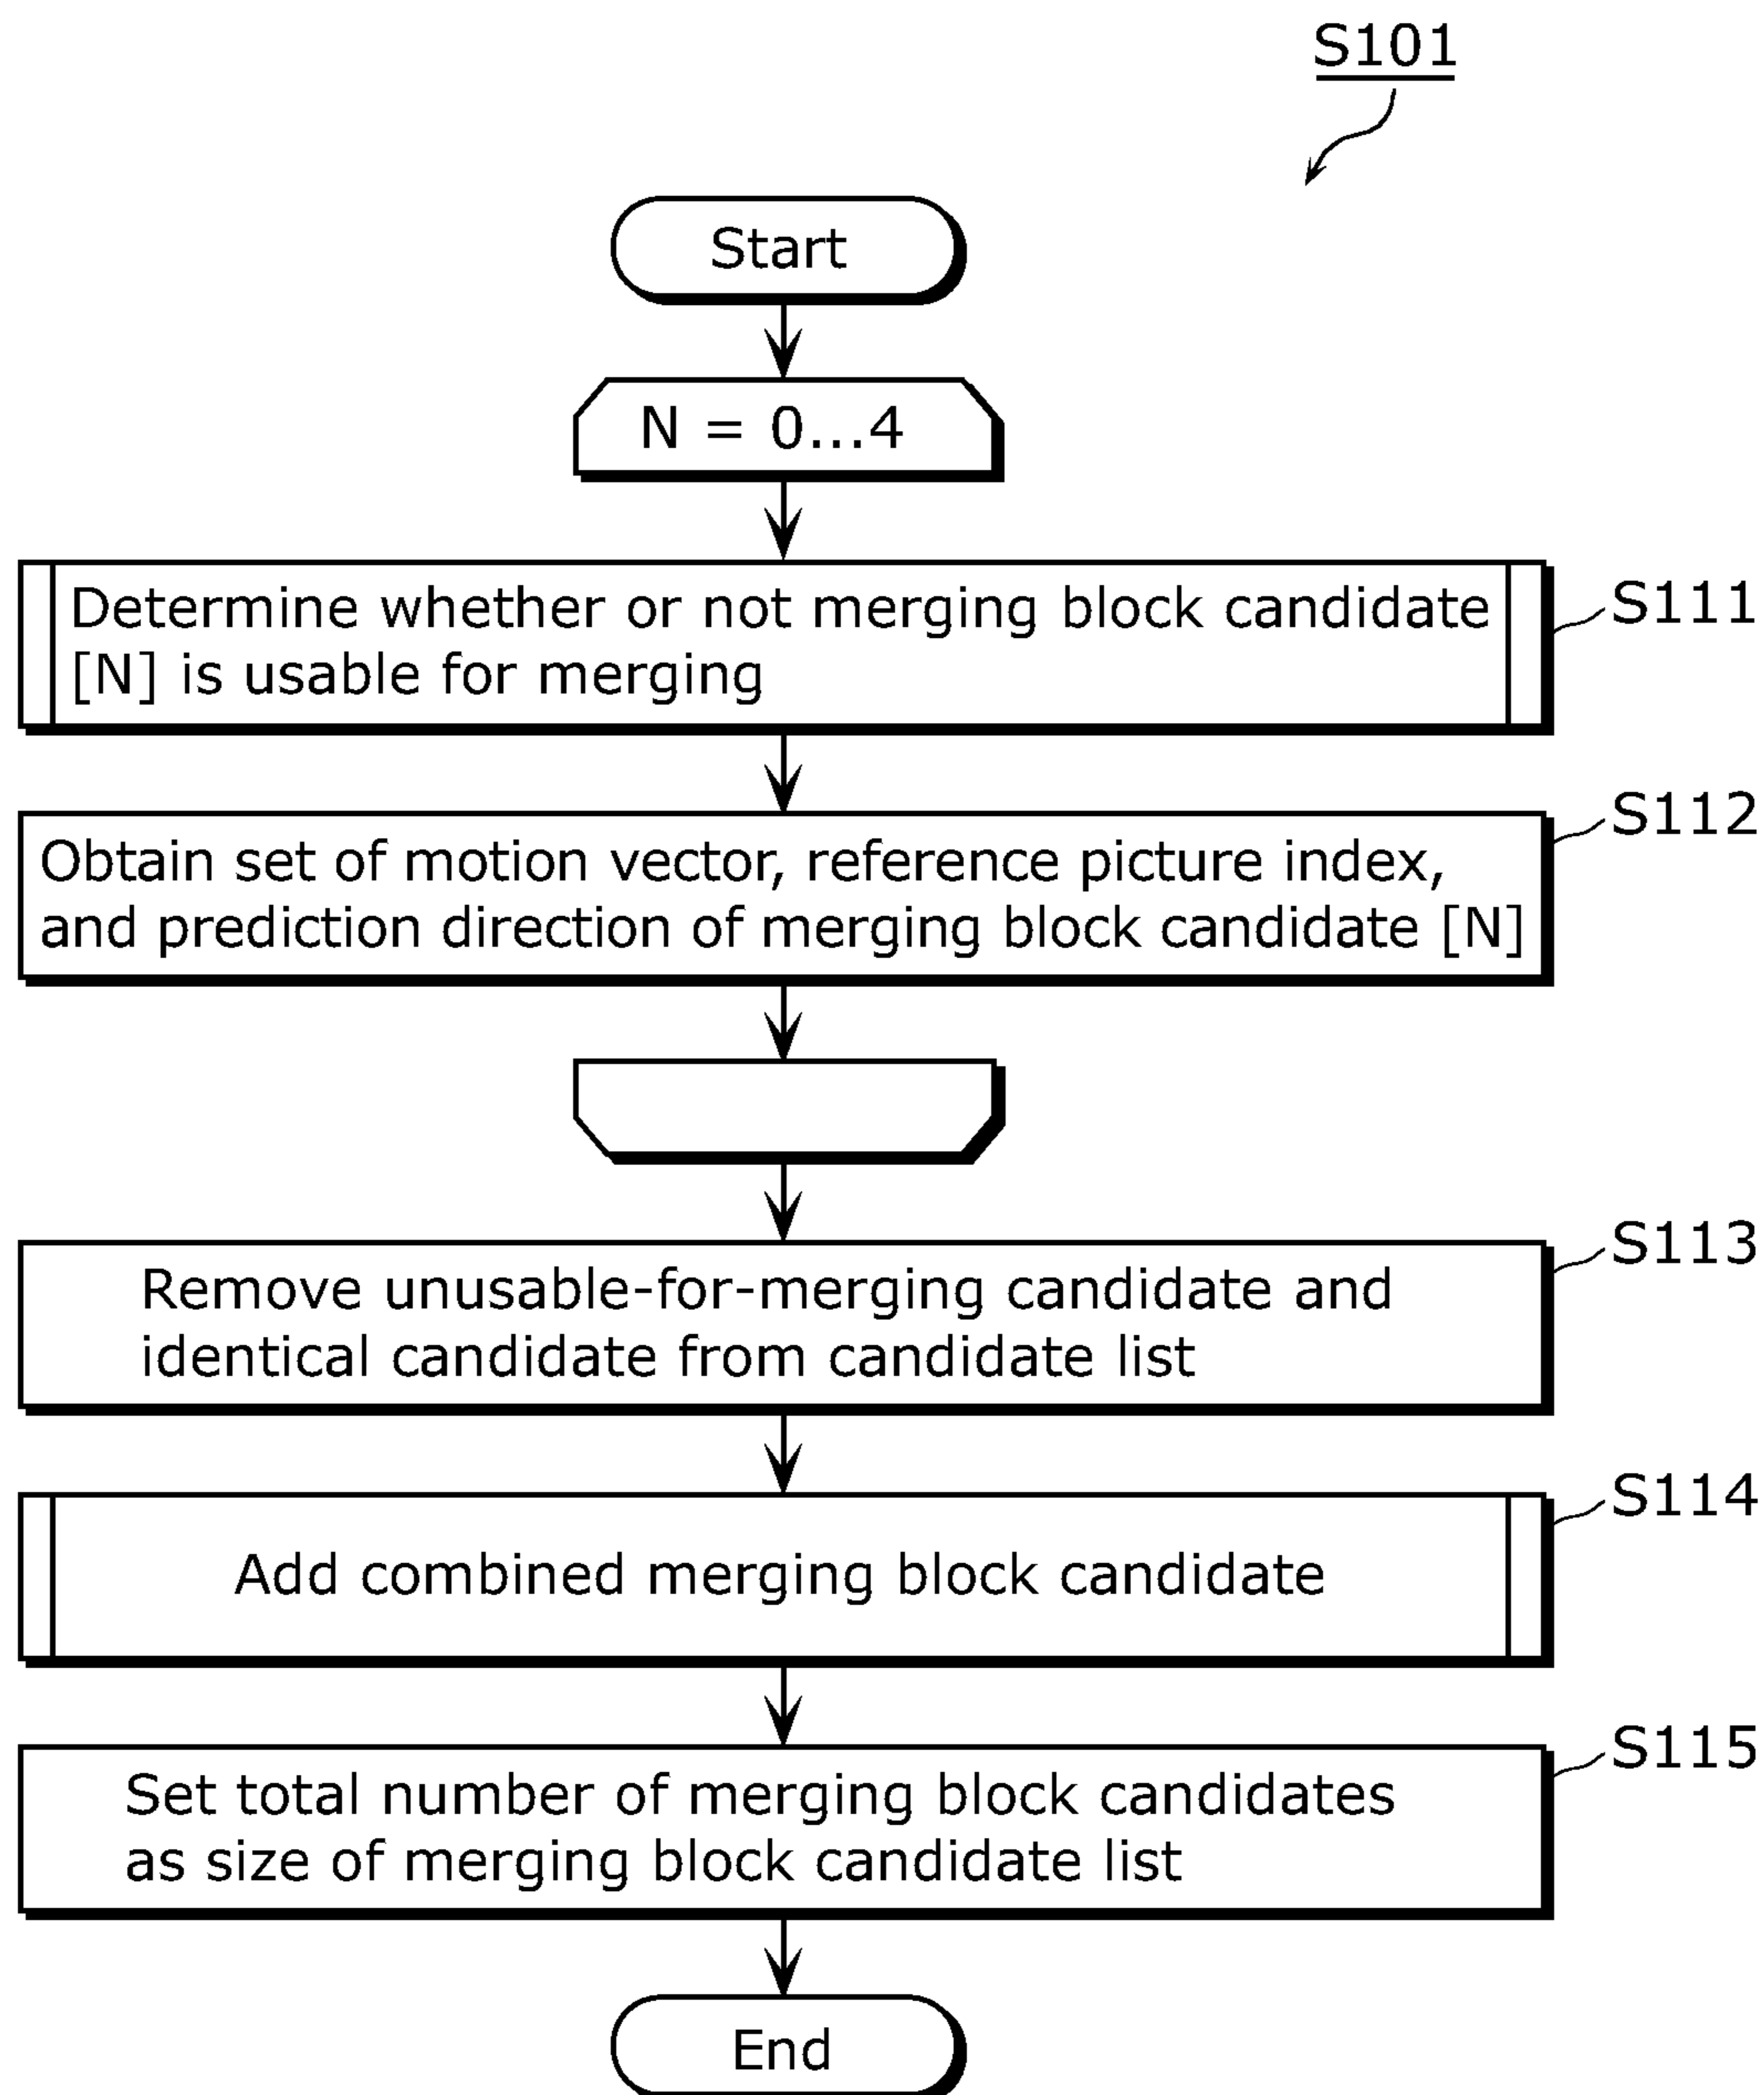 S101
Start
N = 0...4
Determine whether or not merging block candidate
[N] is usable for merging
S111
Obtain set of motion vector, reference picture index,
and prediction direction of merging block candidate [N]
S112
Remove unusable-for-merging candidate and
identical candidate from candidate list
S113
Add combined merging block candidate
S114
Set total number of merging block candidates
as size of merging block candidate list
S115
End